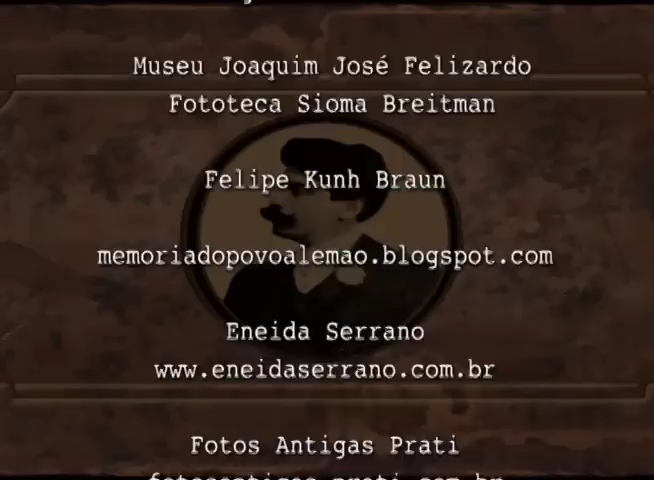 Museu Joaquim José Felizardo
Fototeca Sioma Breitman
Felipe Kunh Braun
memoriadopovoalemao.blogspot.com
Eneida Serrano
www.eneidaserrano.com.br
Fotos Antigas Prati